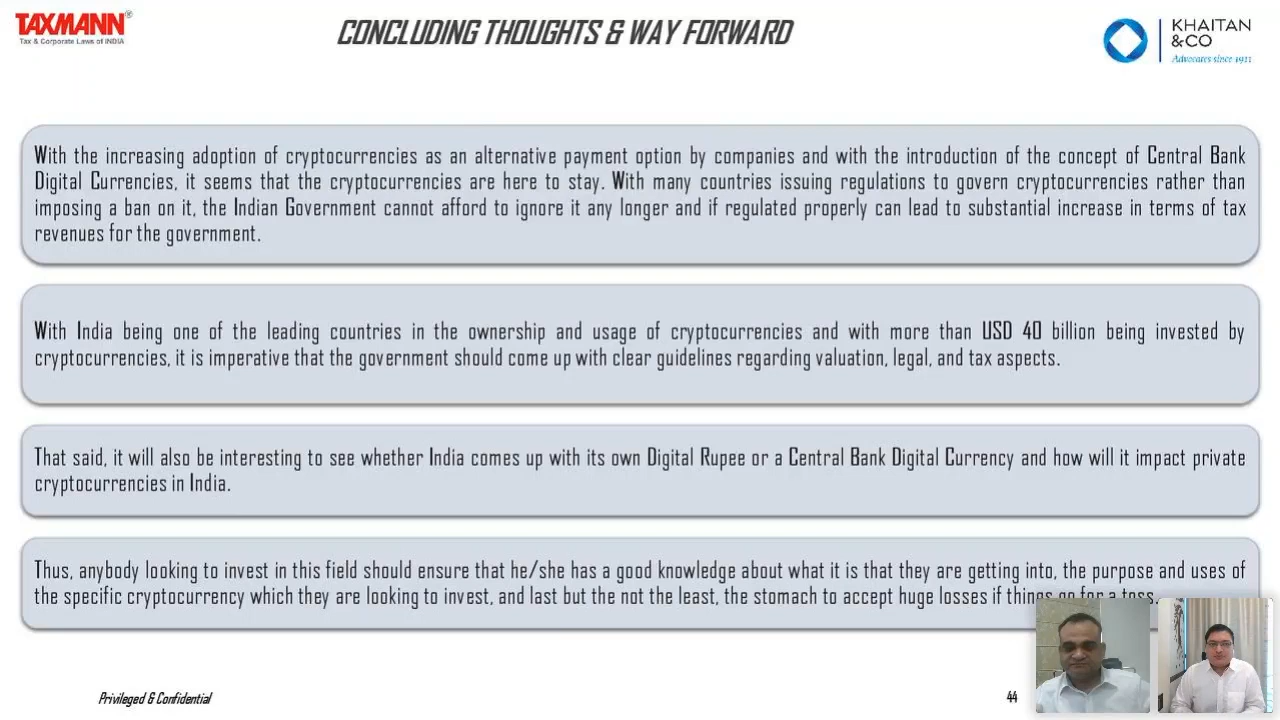 TAXMANN®
Tax & Corporate Laws of INDIA
CONCLUDING THOUGHTS & WAY FORWARD
KHAITAN
&CO
Advocates since 1911
With the increasing adoption of cryptocurrencies as an alternative payment option by companies and with the introduction of the concept of Central Bank
Digital Currencies, it seems that the cryptocurrencies are here to stay. With many countries issuing regulations to govern cryptocurrencies rather than
imposing a ban on it, the Indian Government cannot afford to ignore it any longer and if regulated properly can lead to substantial increase in terms of tax
revenues for the government.
With India being one of the leading countries in the ownership and usage of cryptocurrencies and with more than USD 40 billion being invested by
cryptocurrencies, it is imperative that the government should come up with clear guidelines regarding valuation, legal, and tax aspects.
That said, it will also be interesting to see whether India comes up with its own Digital Rupee or a Central Bank Digital Currency and how will it impact private
cryptocurrencies in India.
Thus, anybody looking to invest in this field should ensure that he/she has a good knowledge about what it is that they are getting into, the purpose and uses of
the specific cryptocurrency which they are looking to invest, and last but the not the least, the stomach to accept huge losses if things go for a toss.
Privileged & Confidential
44